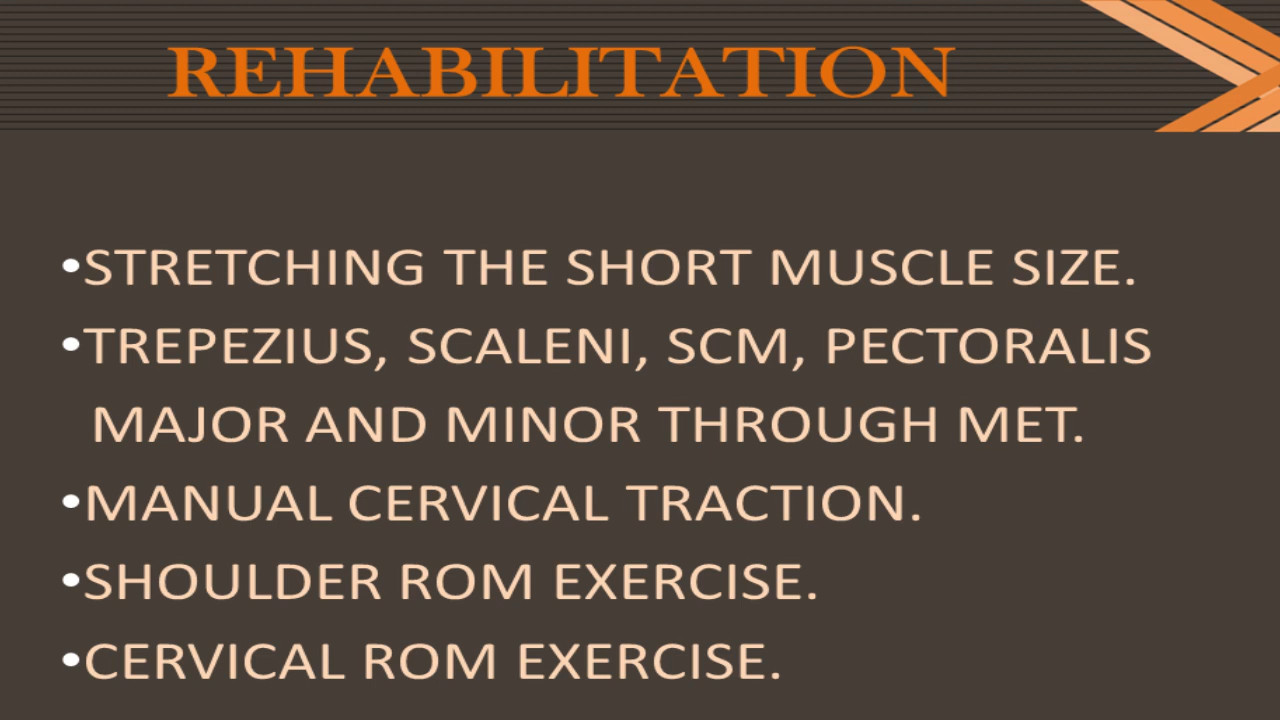 REHABILITATION
•STRETCHING THE SHORT MUSCLE SIZE.
•TREPEZIUS, SCALENI, SCM, PECTORALIS
MAJOR AND MINOR THROUGH MET.
•MANUAL CERVICAL TRACTION.
•SHOULDER ROM EXERCISE.
•CERVICAL ROM EXERCISE.